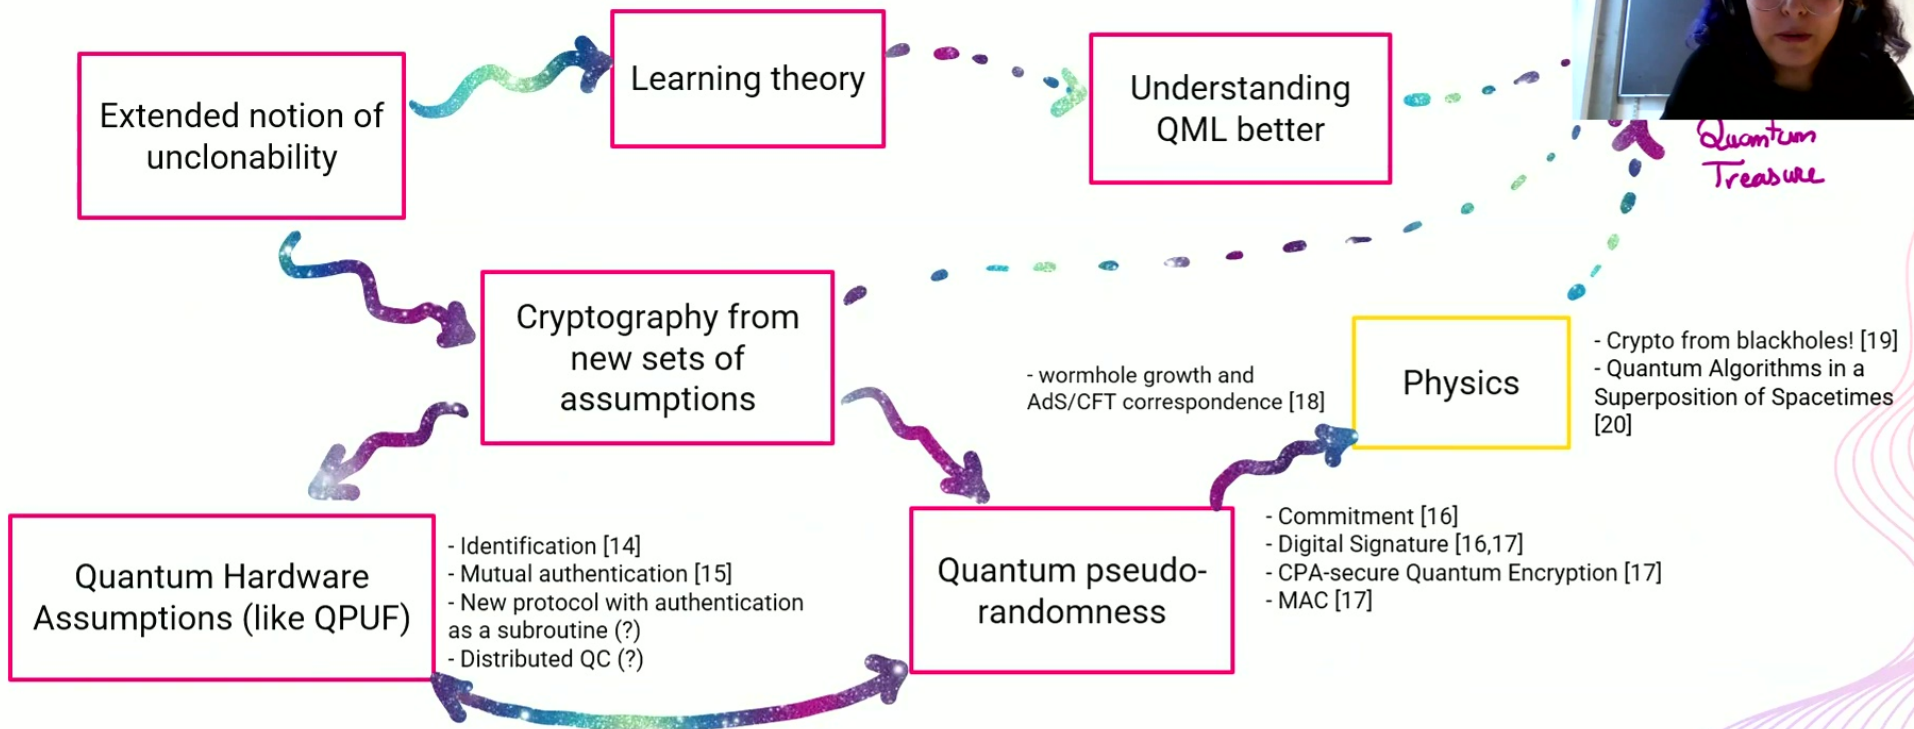 Extended notion of
unclonability
Learning theory
Understanding
QML better
Quantum
Treasure
Cryptography from
new sets of
assumptions
- wormhole growth and
AdS/CFT correspondence [18]
Physics
- Crypto from blackholes! [19]
- Quantum Algorithms in a
Superposition of Spacetimes
[20]
Quantum Hardware
Assumptions (like QPUF)
- Identification [14]
- Mutual authentication [15]
- New protocol with authentication
as a subroutine (?)
- Distributed QC (?)
Quantum pseudo-
randomness
- Commitment [16]
- Digital Signature [16,17]
- CPA-secure Quantum Encryption [17]
- MAC [17]